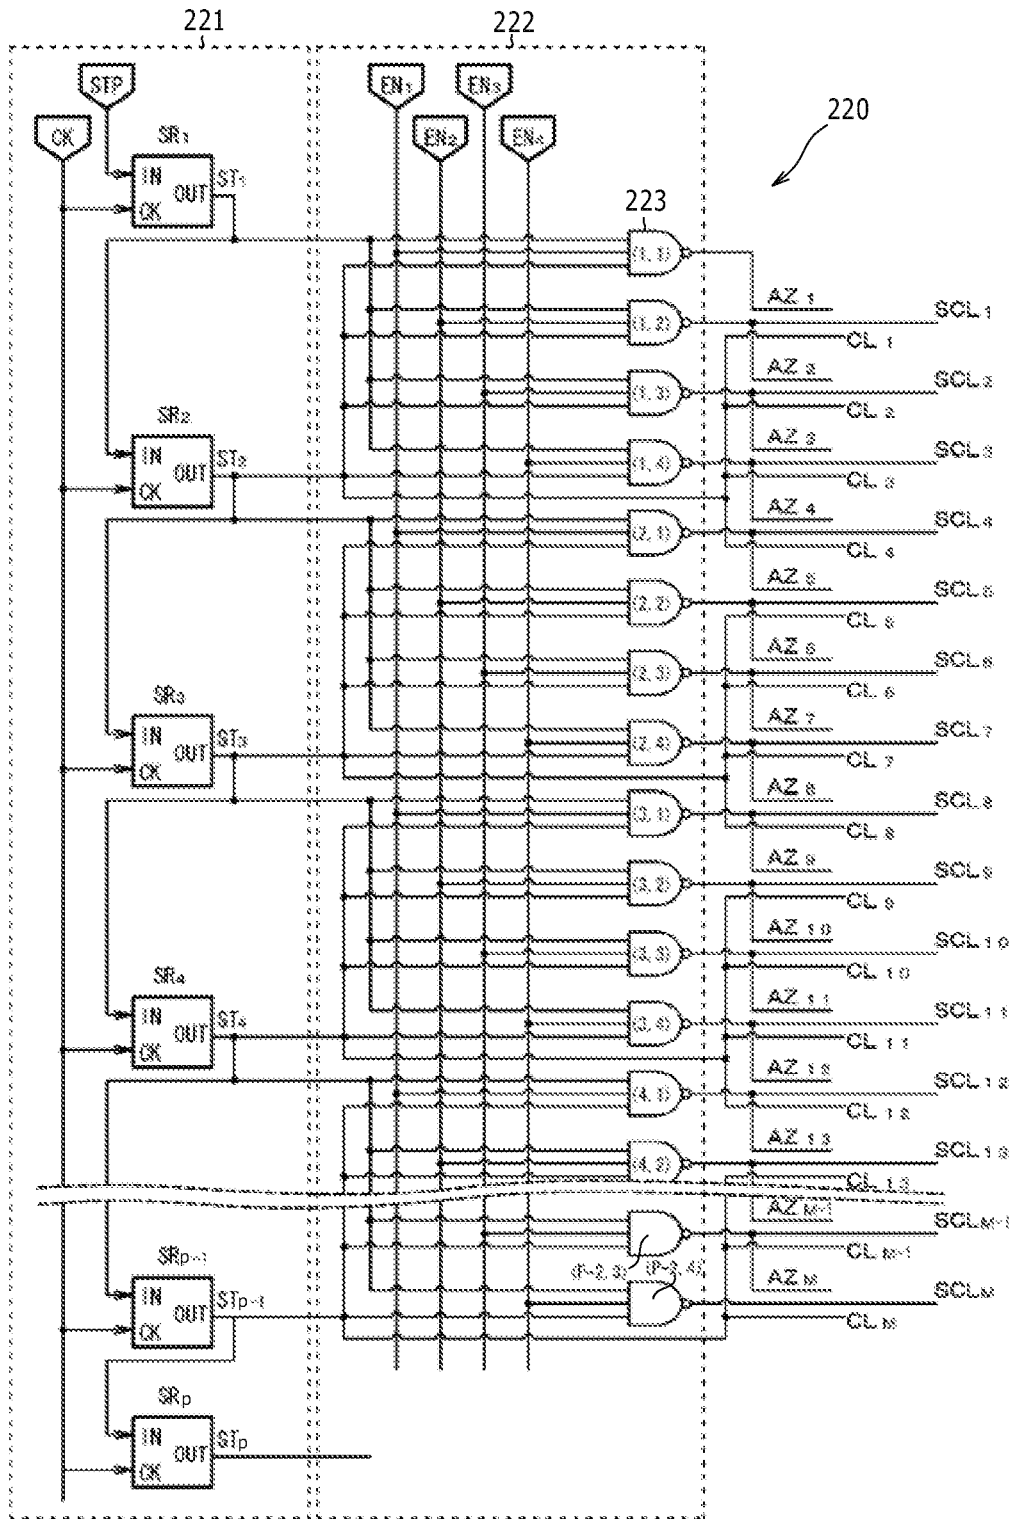 221
222
220
STP
CK
EN1
EN2
EN3
EN4
223
SR1
IN
OUT
CK
ST1
(1, 1)
(1, 2)
(1, 3)
(1, 4)
AZ 1
SCL 1
CL 1
AZ 2
SCL 2
CL 2
AZ 3
SCL 3
CL 3
SR2
IN
OUT
CK
ST2
AZ 4
SCL 4
CL 4
(2, 1)
(2, 2)
(2, 3)
(2, 4)
AZ 5
SCL 5
CL 5
AZ 6
SCL 6
CL 6
AZ 7
SCL 7
CL 7
SR3
IN
OUT
CK
ST3
AZ 8
SCL 8
CL 8
(3, 1)
(3, 2)
(3, 3)
(3, 4)
AZ 9
SCL 9
CL 9
AZ 10
SCL 10
CL 10
AZ 11
SCL 11
CL 11
SR4
IN
OUT
CK
ST4
AZ 12
SCL 12
CL 12
(4, 1)
(4, 2)
AZ 13
SCL 13
CL 13
AZ M-1
SCL M-1
CL M-1
(P-2, 3)
(P-2, 4)
AZ M
SCL M
CL M
SRp-1
IN
OUT
CK
STp-1
SRp
IN
OUT
CK
STp